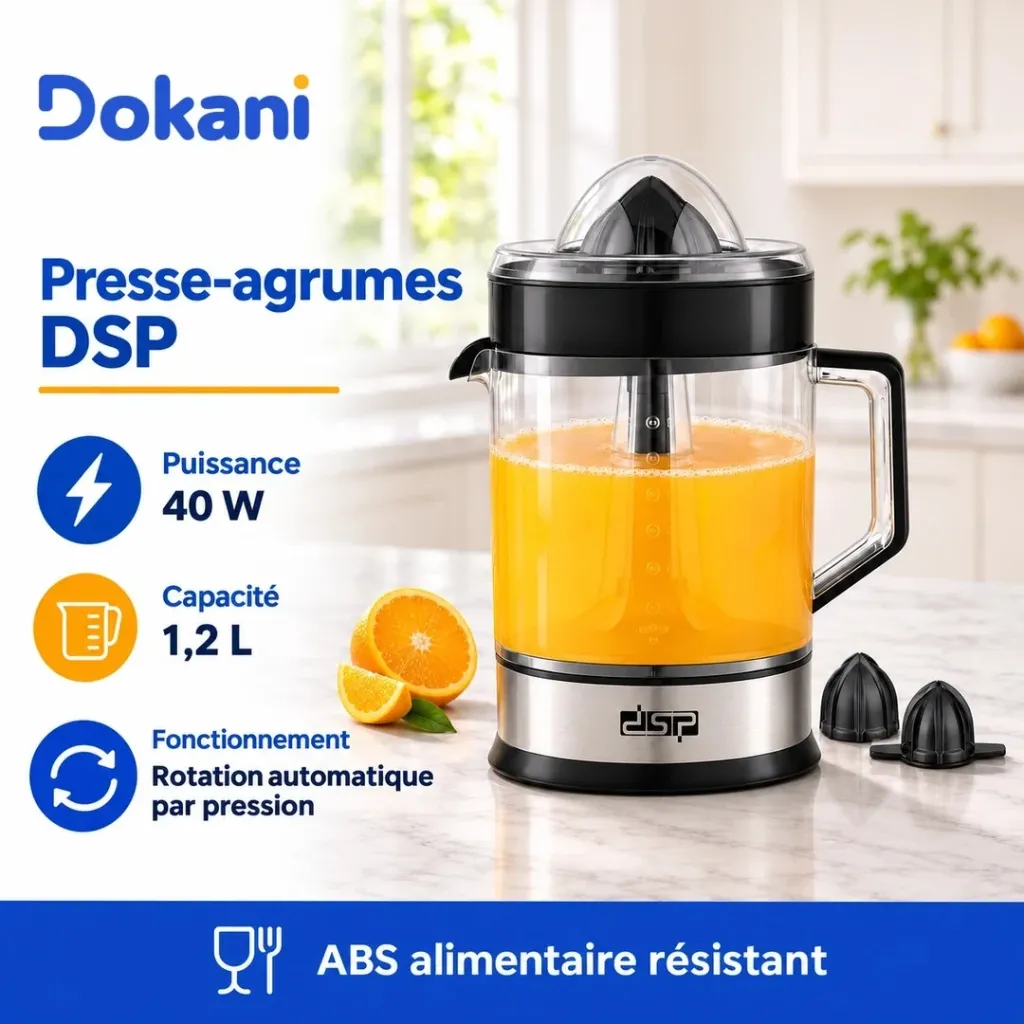 Dokani
Presse-agrumes
DSP
Puissance
40 W
Capacité
1,2 L
Fonctionnement
Rotation automatique
par pression
dsp
ABS alimentaire résistant